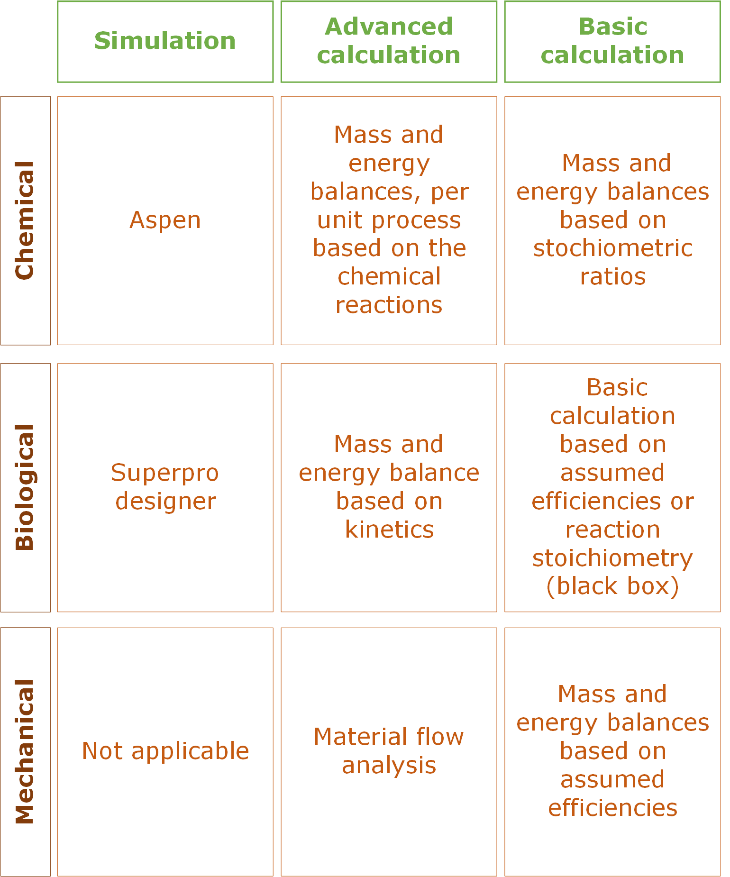 Simulation
Advanced
calculation
Basic
calculation
Chemical
Aspen
Mass and
energy
balances, per
unit process
based on the
chemical
reactions
Mass and
energy balances
based on
stochiometric
ratios
Biological
Superpro
designer
Mass and
energy balance
based on
kinetics
Basic
calculation
based on
assumed
efficiencies or
reaction
stoichiometry
(black box)
Mechanical
Not applicable
Material flow
analysis
Mass and
energy balances
based on
assumed
efficiencies